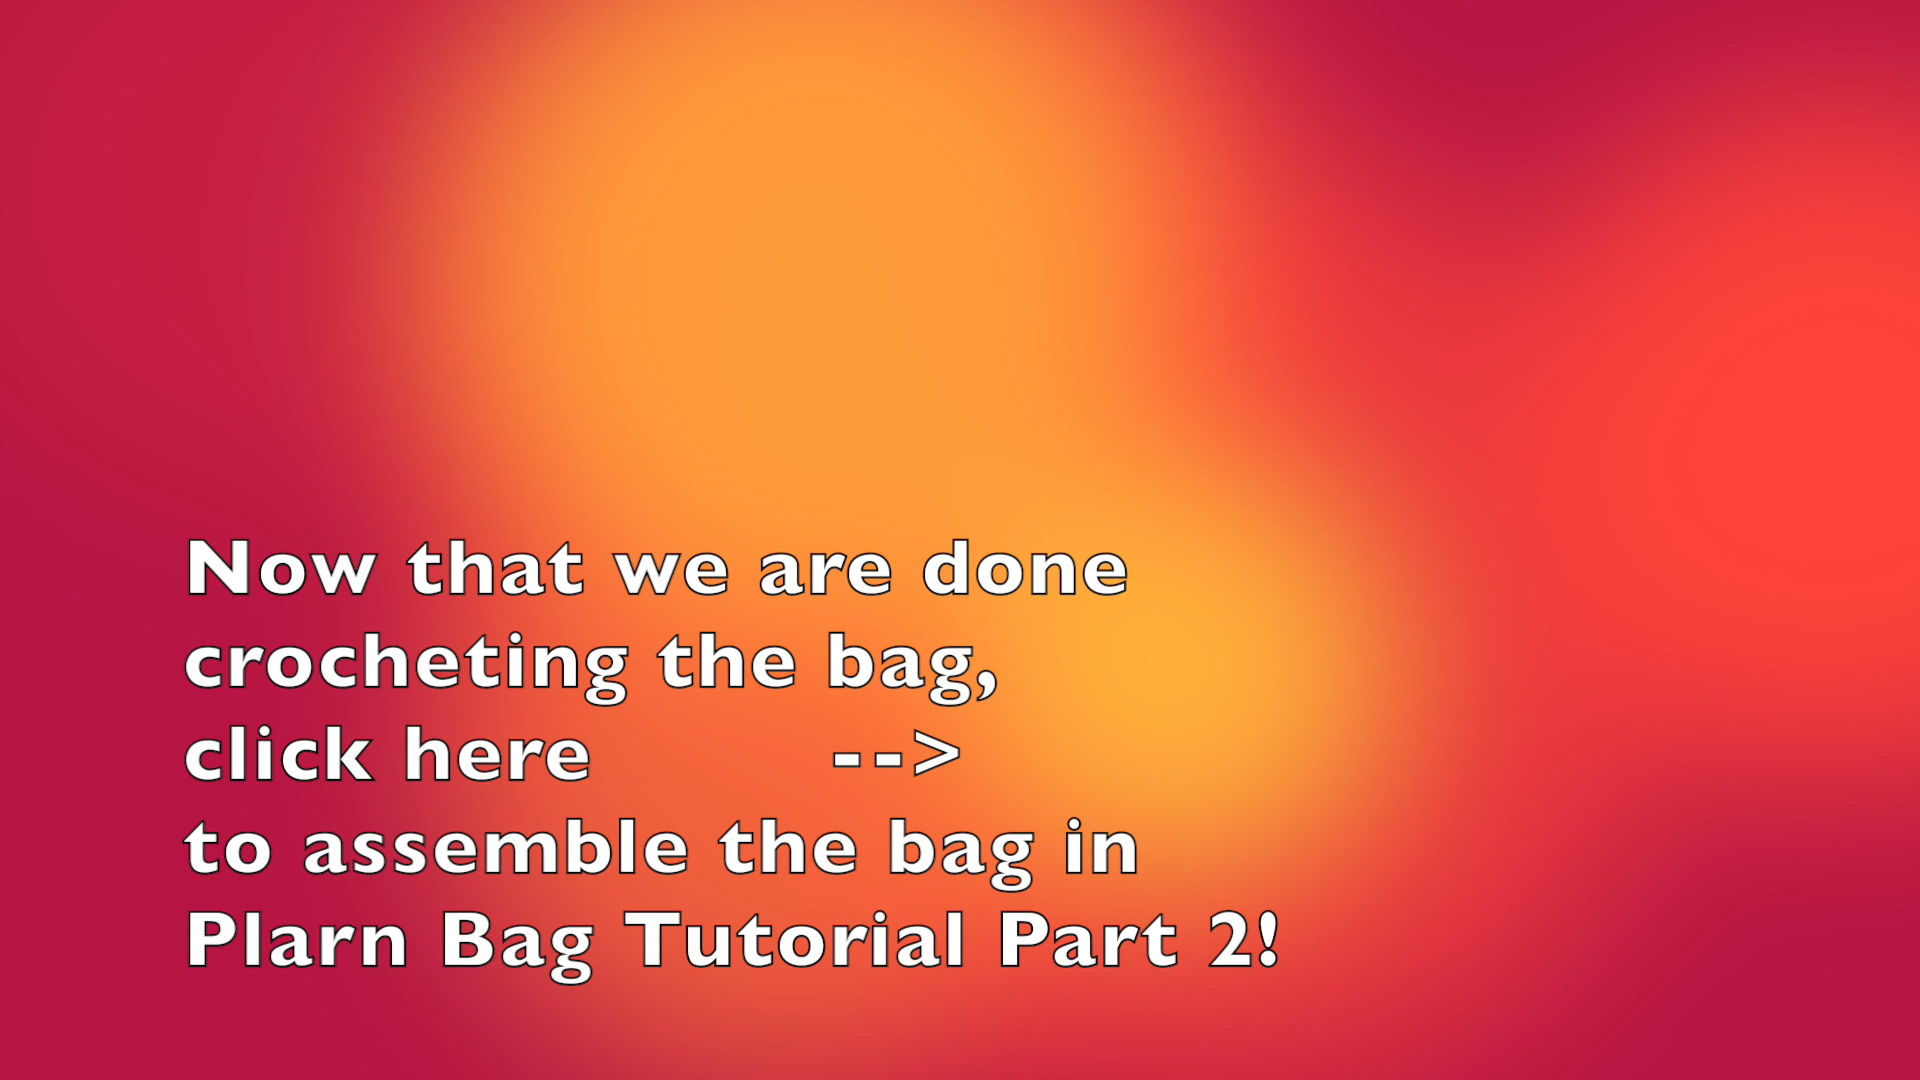 Now that we are done
crocheting the bag,
click here -->
to assemble the bag in
Plarn Bag Tutorial Part 2!